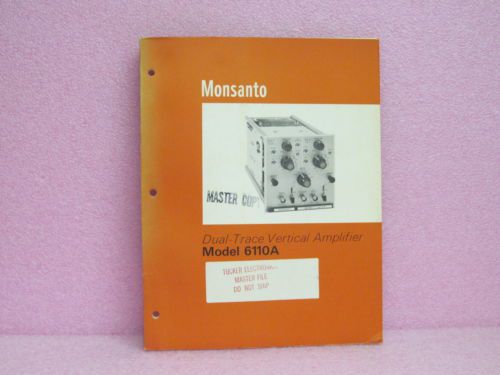 Monsanto
MASTER COPY
Dual-Trace Vertical Amplifier
Model 6110A
TUCKER ELECTRONICS
MASTER FILE
DO NOT SHIP